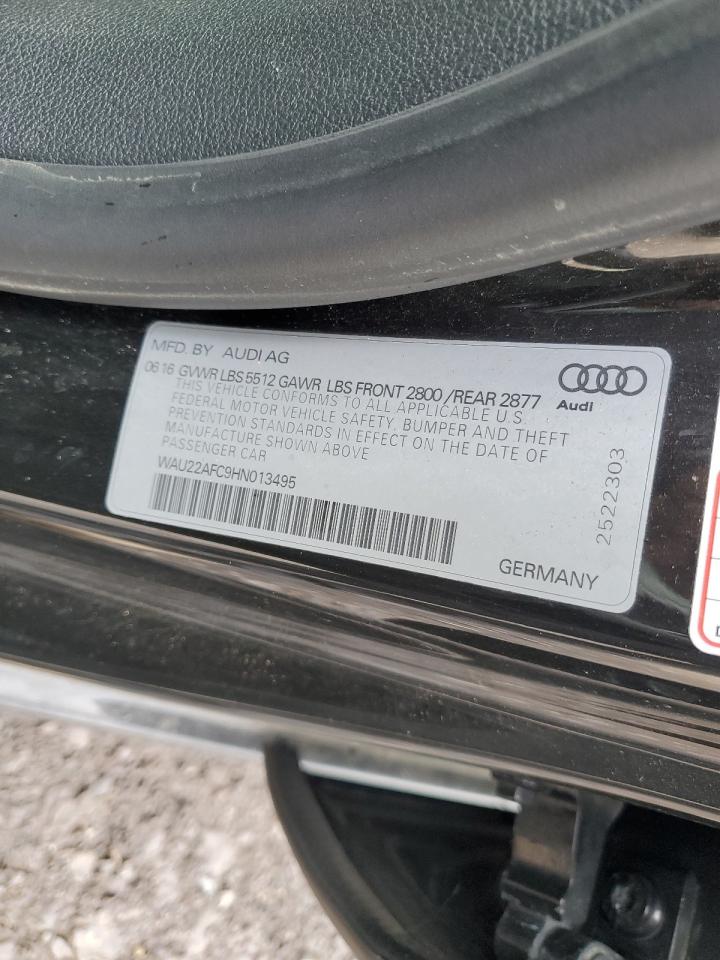 MFD. BY AUDI AG
0616 GVWR LBS 5512 GAWR LBS FRONT 2800 /REAR 2877
THIS VEHICLE CONFORMS TO ALL APPLICABLE U.S.
FEDERAL MOTOR VEHICLE SAFETY, BUMPER AND THEFT
PREVENTION STANDARDS IN EFFECT ON THE DATE OF
MANUFACTURE SHOWN ABOVE
PASSENGER CAR
WAU22AFC9HN013495
GERMANY
Audi
2522303